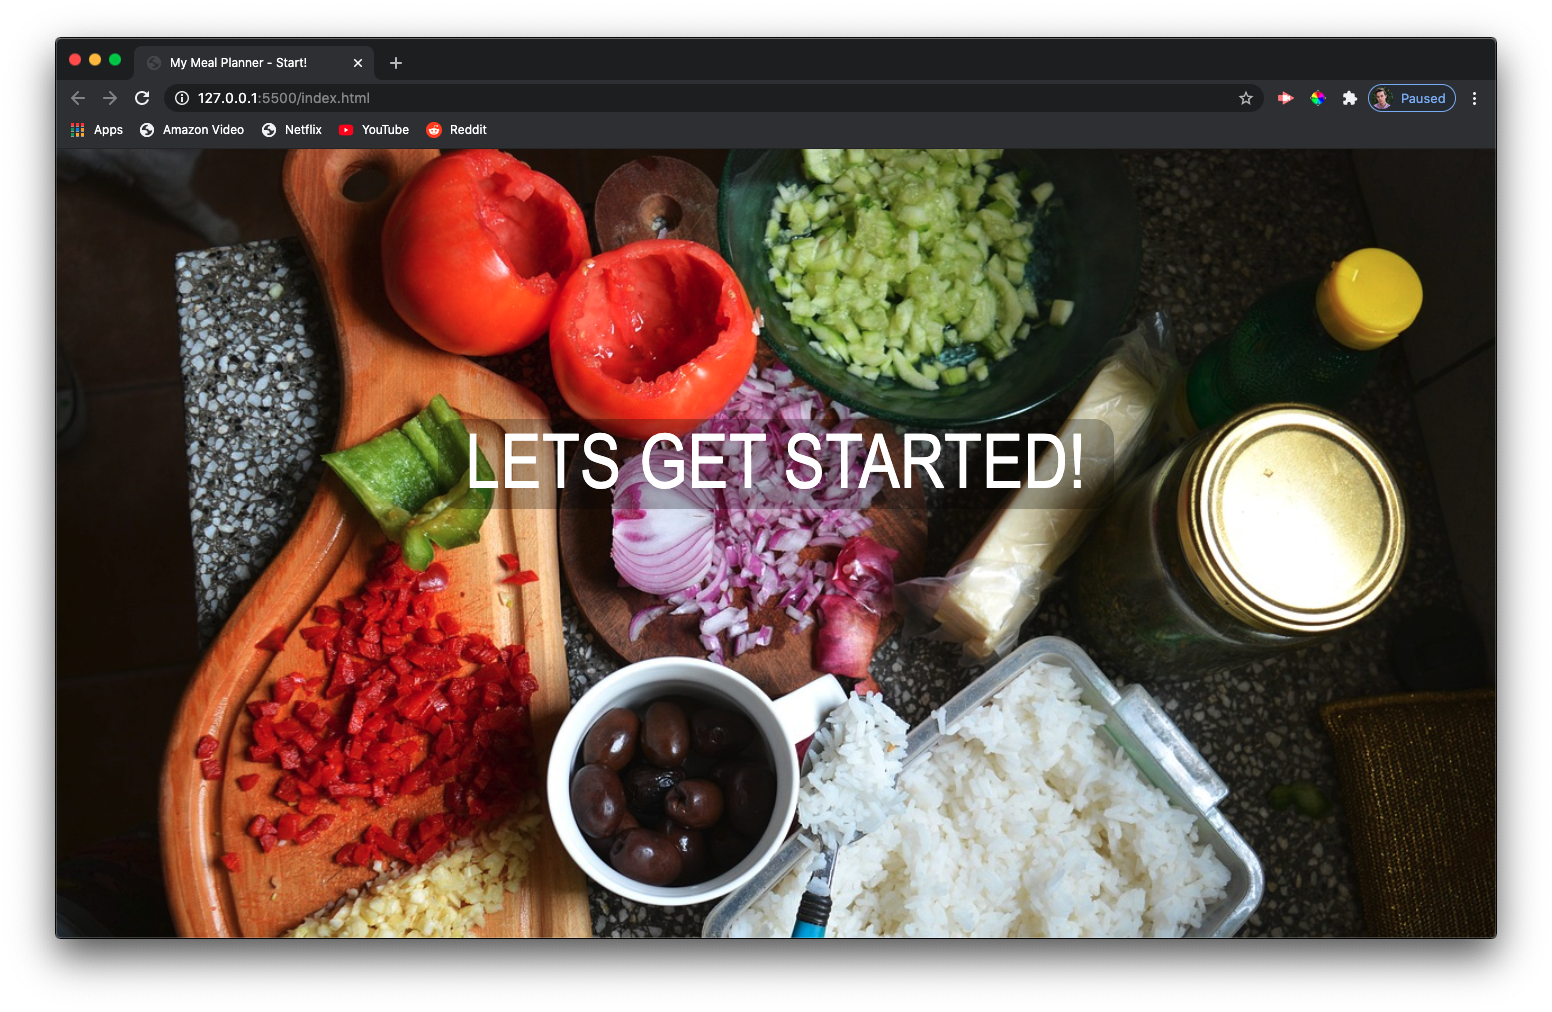 My Meal Planner - Start!
127.0.0.1:5500/index.html
Paused
Apps Amazon Video Netflix YouTube Reddit
LETS GET STARTED!